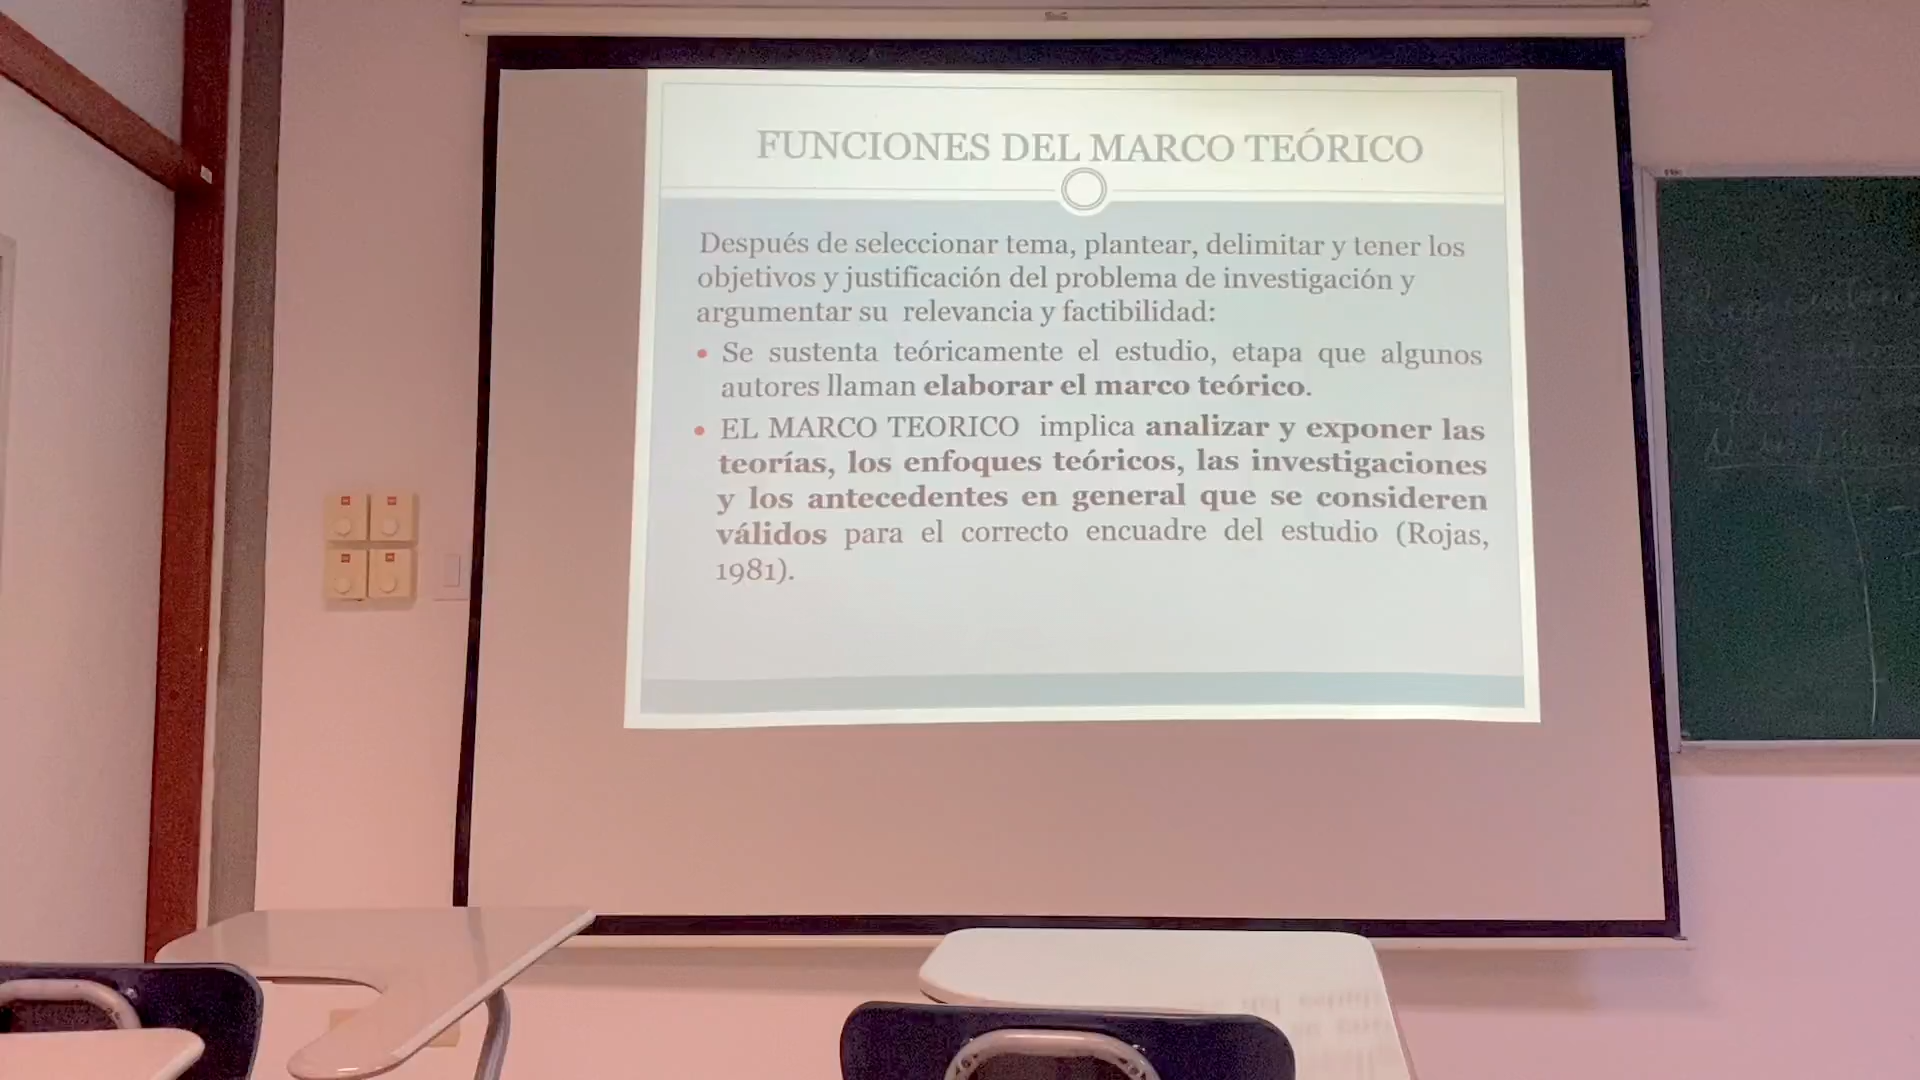 FUNCIONES DEL MARCO TEÓRICO
Después de seleccionar tema, plantear, delimitar y tener los
objetivos y justificación del problema de investigación y
argumentar su relevancia y factibilidad:
• Se sustenta teóricamente el estudio, etapa que algunos
autores llaman elaborar el marco teórico.
• EL MARCO TEORICO implica analizar y exponer las
teorías, los enfoques teóricos, las investigaciones
y los antecedentes en general que se consideren
válidos para el correcto encuadre del estudio (Rojas,
1981).